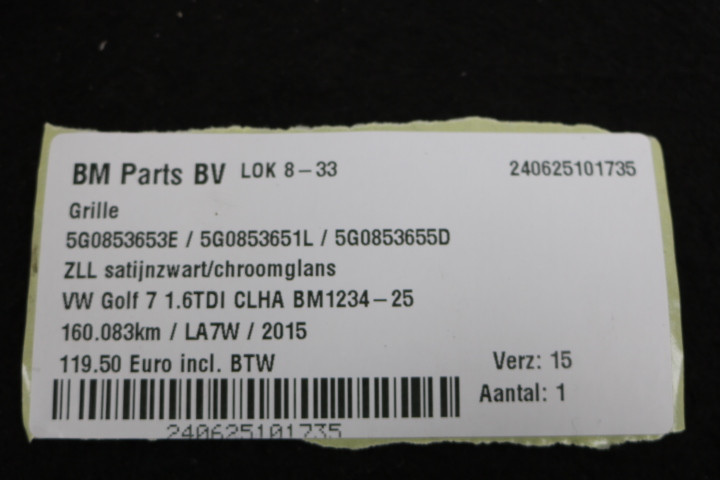 BM Parts BV LOK 8-33 240625101735
Grille
5G0853653E / 5G0853651L / 5G0853655D
ZLL satijnzwart/chroomglans
VW Golf 7 1.6TDI CLHA BM1234-25
160.083km / LA7W / 2015
119.50 Euro incl. BTW Verz: 15
Aantal: 1
240625101735